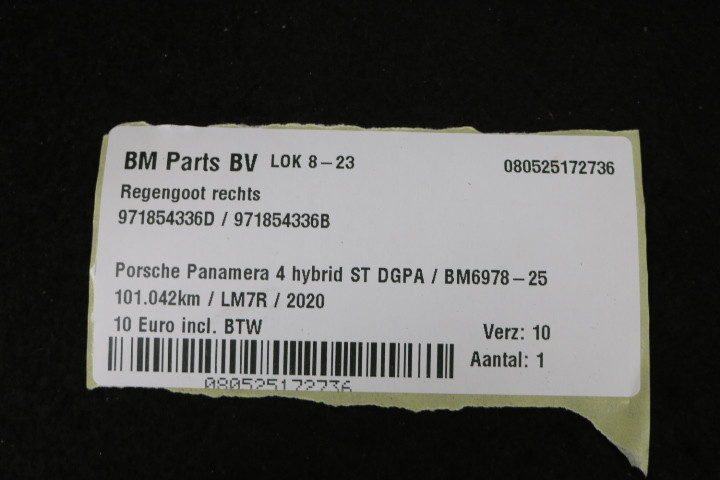 BM Parts BV LOK 8-23 080525172736
Regengoot rechts
971854336D / 971854336B
Porsche Panamera 4 hybrid ST DGPA / BM6978-25
101.042km / LM7R / 2020
10 Euro incl. BTW Verz: 10
Aantal: 1
080525172736